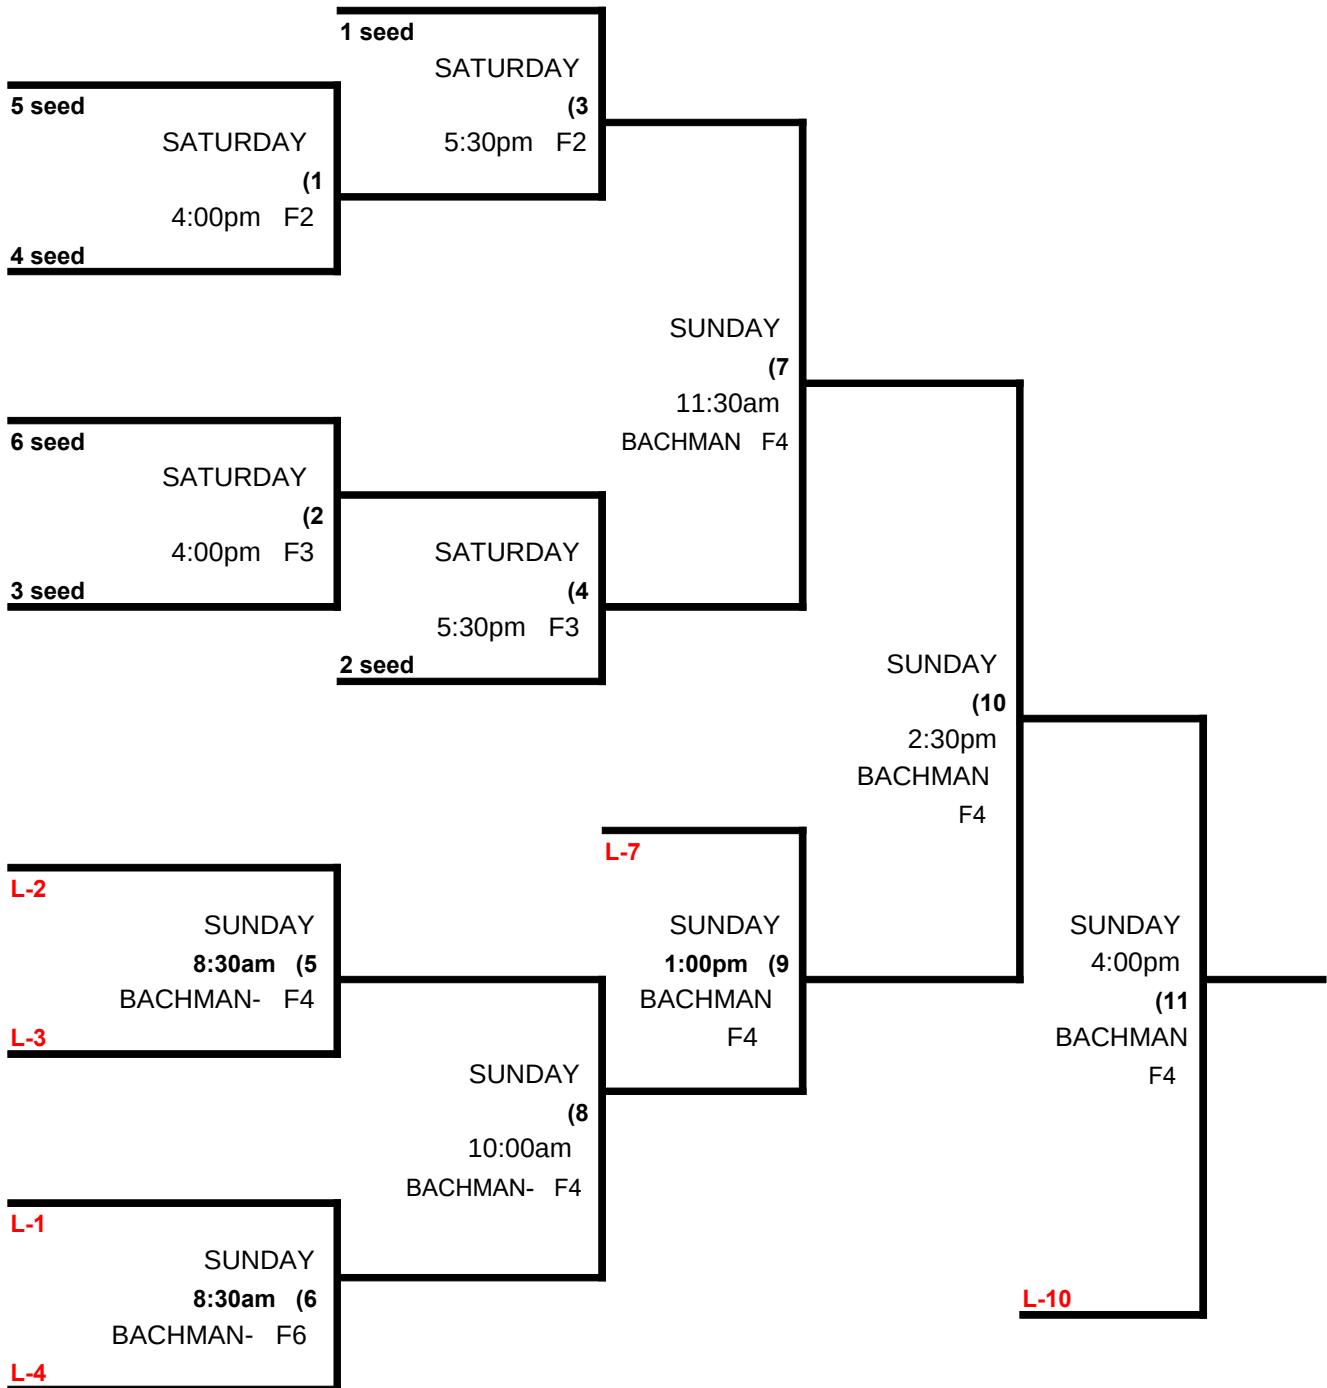 1 seed
SATURDAY
(3
5:30pm F2
5 seed
SATURDAY
(1
4:00pm F2
4 seed
SUNDAY
(7
11:30am
BACHMAN F4
6 seed
SATURDAY
(2
4:00pm F3
3 seed
SATURDAY
(4
5:30pm F3
2 seed
SUNDAY
(10
2:30pm
BACHMAN
F4
L-7
SUNDAY
1:00pm (9
BACHMAN
F4
L-2
SUNDAY
8:30am (5
BACHMAN- F4
L-3
SUNDAY
4:00pm
(11
BACHMAN
F4
SUNDAY
(8
10:00am
BACHMAN- F4
L-1
SUNDAY
8:30am (6
BACHMAN- F6
L-4
L-10